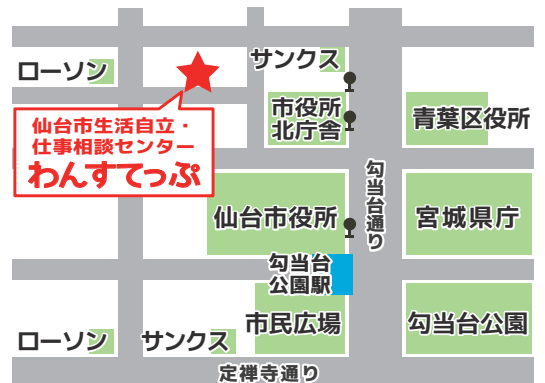 サンクス
ローソン
市役所
北庁舎
青葉区役所
仙台市生活自立・
仕事相談センター
わんすてっぷ
勾当台通り
仙台市役所
宮城県庁
勾当台
公園駅
市民広場
勾当台公園
ローソン
サンクス
定禅寺通り